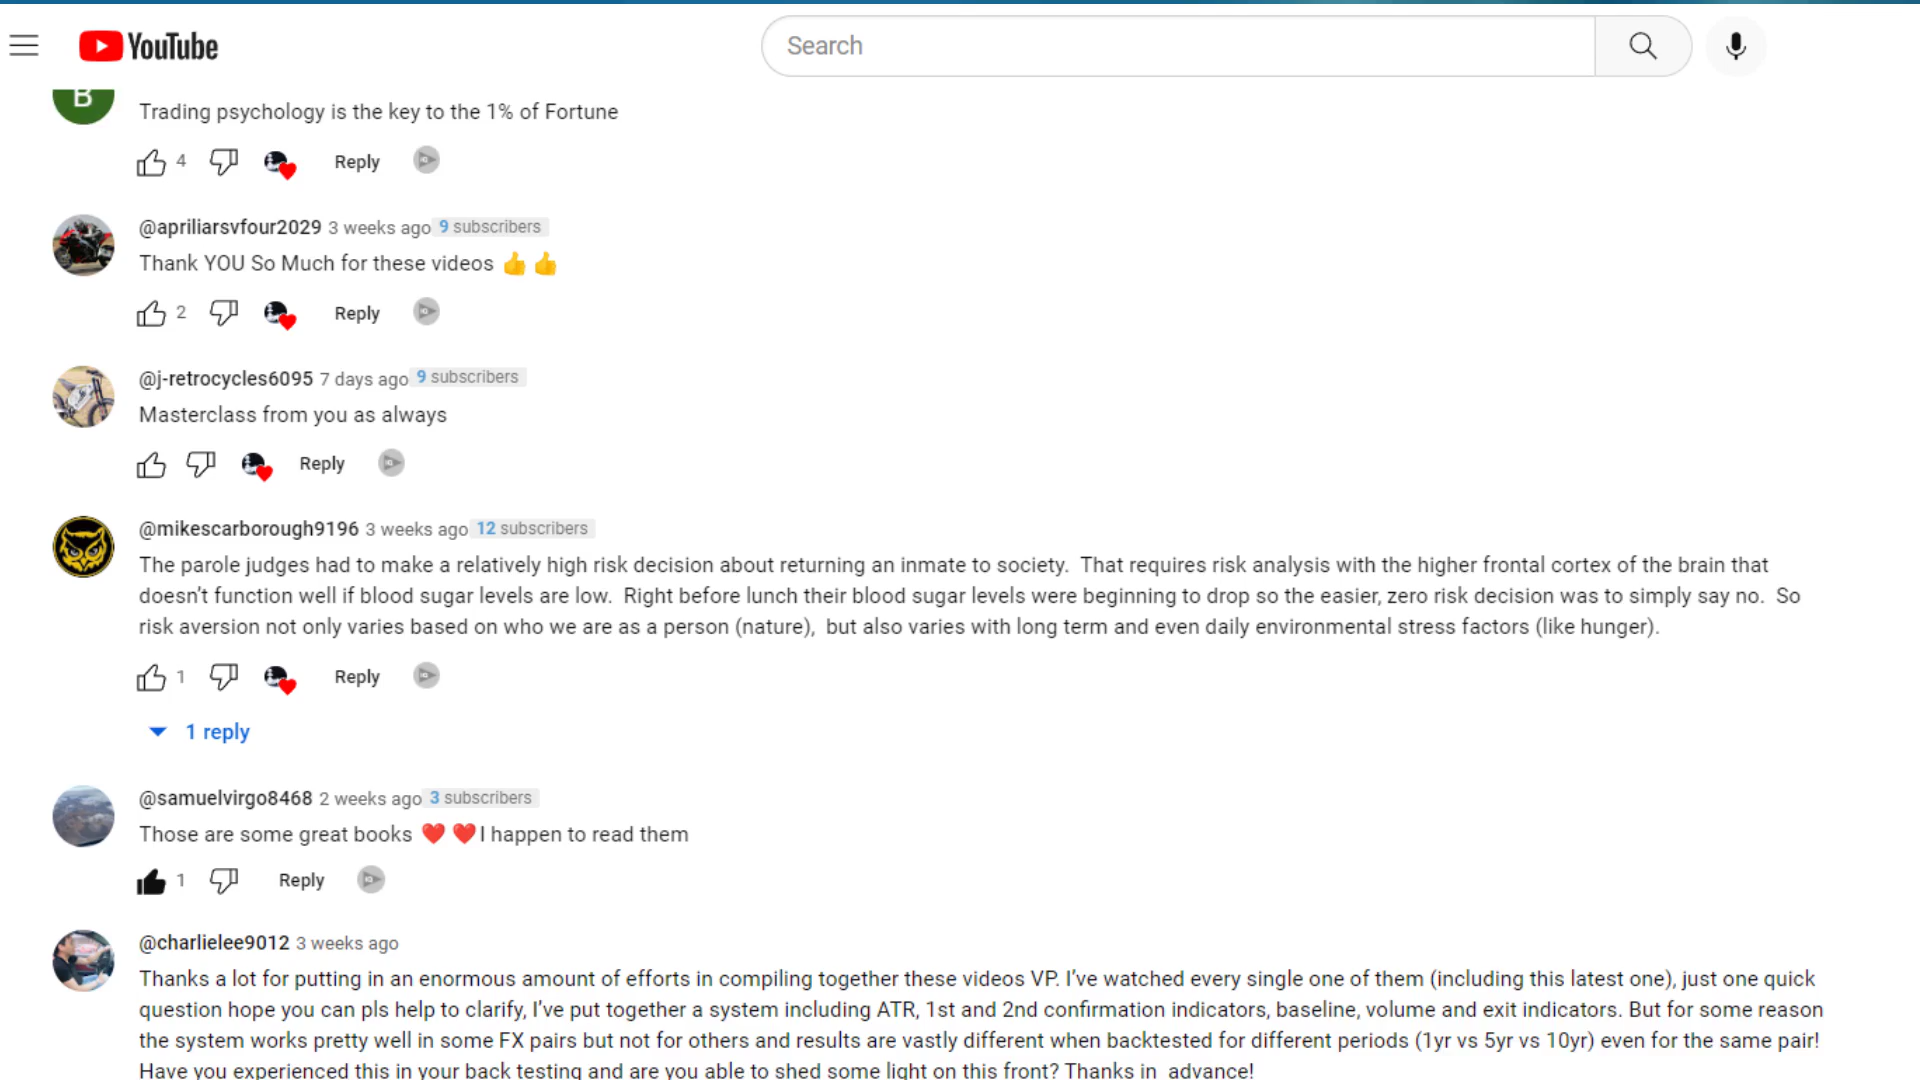 YouTube
Search
B
Trading psychology is the key to the 1% of Fortune
4 Reply
@apriliarsvfour2029 3 weeks ago 9 subscribers
Thank YOU So Much for these videos 👍 👍
2 Reply
@j-retrocycles6095 7 days ago 9 subscribers
Masterclass from you as always
Reply
@mikescarborough9196 3 weeks ago 12 subscribers
The parole judges had to make a relatively high risk decision about returning an inmate to society.  That requires risk analysis with the higher frontal cortex of the brain that
doesn't function well if blood sugar levels are low.  Right before lunch their blood sugar levels were beginning to drop so the easier, zero risk decision was to simply say no.  So
risk aversion not only varies based on who we are as a person (nature),  but also varies with long term and even daily environmental stress factors (like hunger).
1 Reply
1 reply
@samuelvirgo8468 2 weeks ago 3 subscribers
Those are some great books ❤️ ❤️I happen to read them
1 Reply
@charlielee9012 3 weeks ago
Thanks a lot for putting in an enormous amount of efforts in compiling together these videos VP. I've watched every single one of them (including this latest one), just one quick
question hope you can pls help to clarify, I've put together a system including ATR, 1st and 2nd confirmation indicators, baseline, volume and exit indicators. But for some reason
the system works pretty well in some FX pairs but not for others and results are vastly different when backtested for different periods (1yr vs 5yr vs 10yr) even for the same pair!
Have you experienced this in your back testing and are you able to shed some light on this front? Thanks in  advance!